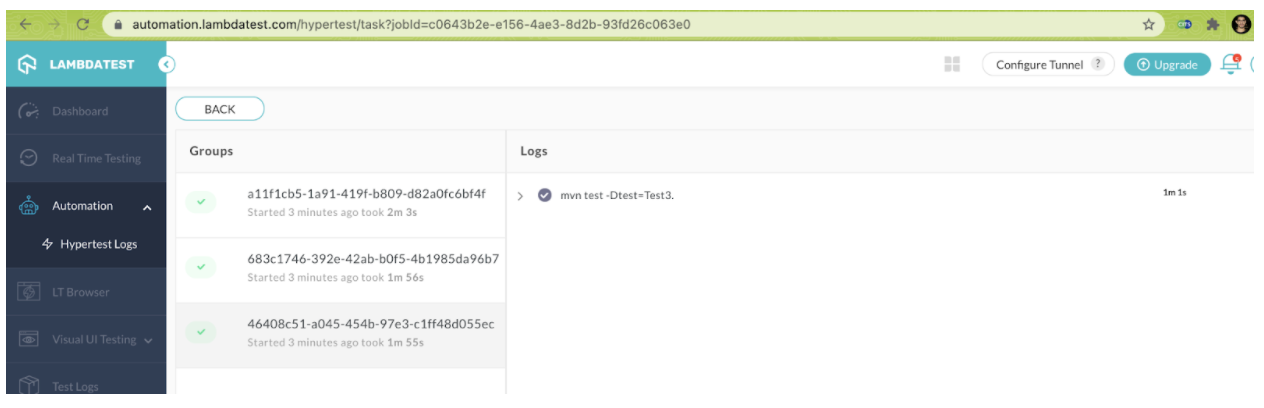 automation.lambdatest.com/hypertest/task?jobId=c0643b2e-e156-4ae3-8d2b-93fd26c063e0
LAMBDATEST
Configure Tunnel ?
Upgrade
Dashboard
Real Time Testing
Automation
Hypertest Logs
LT Browser
Visual UI Testing
Test Logs
BACK
Groups
a11f1cb5-1a91-419f-b809-d82a0fc6bf4f
Started 3 minutes ago took 2m 3s
683c1746-392e-42ab-b0f5-4b1985da96b7
Started 3 minutes ago took 1m 56s
46408c51-a045-454b-97e3-c1ff48d055ec
Started 3 minutes ago took 1m 55s
Logs
mvn test -Dtest=Test3.
1m 1s